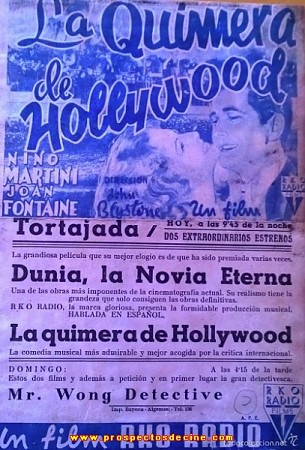 La Quimera
de
Hollywood
NINO
MARTINI
JOAN
FONTAINE
DIRECCIÓN
John
Blystone
Un film
RKO
RADIO
Tortajada / HOY, a las 9'45 de la noche
DOS EXTRAORDINARIOS ESTRENOS
La grandiosa película que su mejor elogio es de que ha sido premiada varias veces.
Dunia, la Novia Eterna
Una de las obras más imponentes de la cinematografía actual. Su realismo tiene la
grandeza que solo consiguen las obras definitivas.
RKO RADIO, la marca gloriosa, presenta la formidable producción musical.
HABLADA EN ESPAÑOL,
La quimera de Hollywood
La comedia musical más admirable y mejor acogida por la crítica internacional.
DOMINGO: A las 4'15 de la tarde
Estos dos films y además a petición y en primer lugar la gran detectivesca.
Mr. Wong Detective
Imp. Bayona-Algemesí-Tel. 136
RKO
RADIO
FILMS
A.P.E.
Un film RKO RADIO
www.prospectosdecine.com